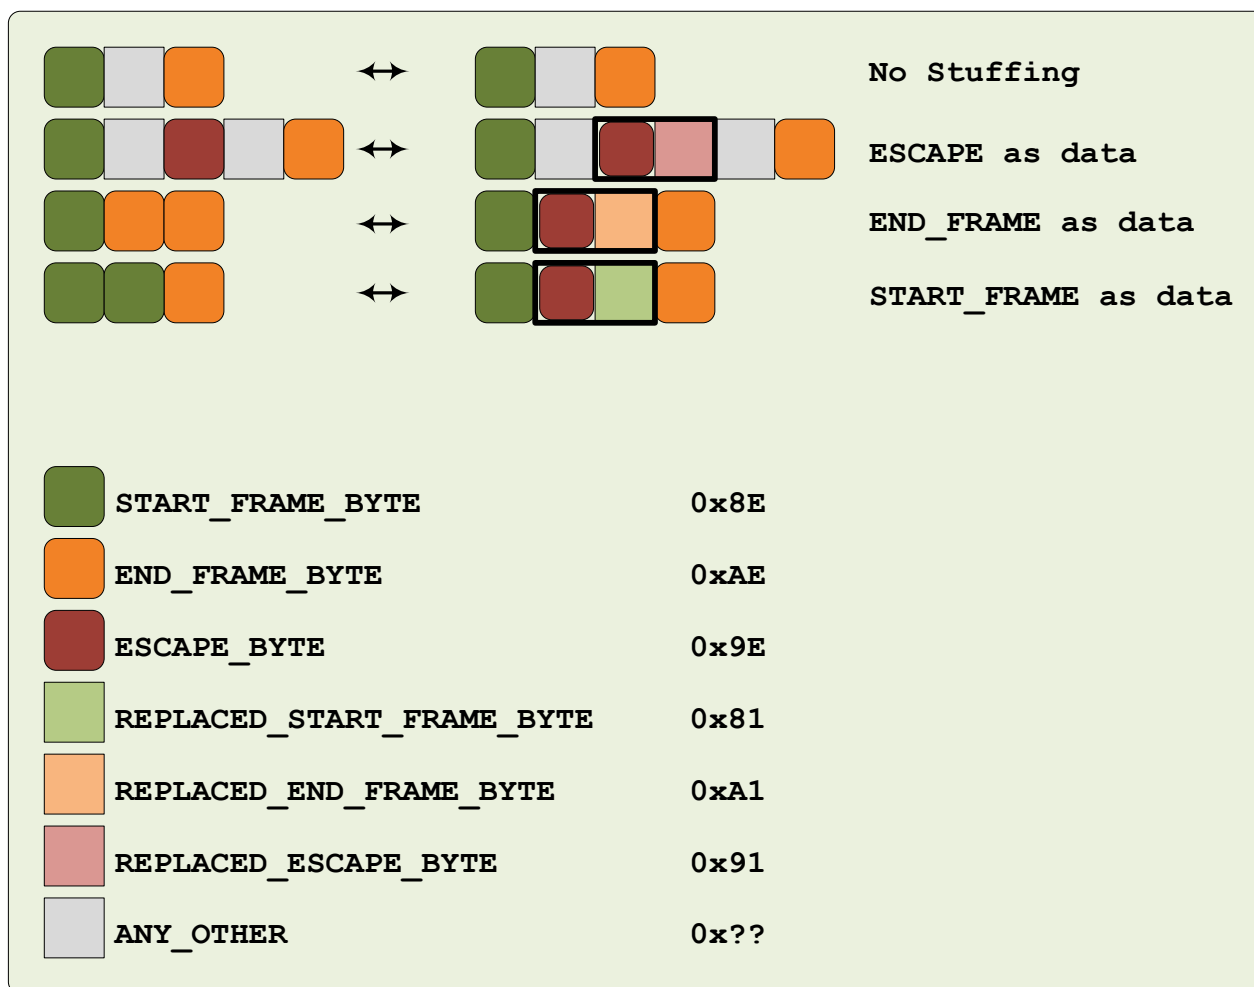 No Stuffing
ESCAPE as data
END_FRAME as data
START_FRAME as data
START_FRAME_BYTE 0x8E
END_FRAME_BYTE 0xAE
ESCAPE_BYTE 0x9E
REPLACED_START_FRAME_BYTE 0x81
REPLACED_END_FRAME_BYTE 0xA1
REPLACED_ESCAPE_BYTE 0x91
ANY_OTHER 0x??